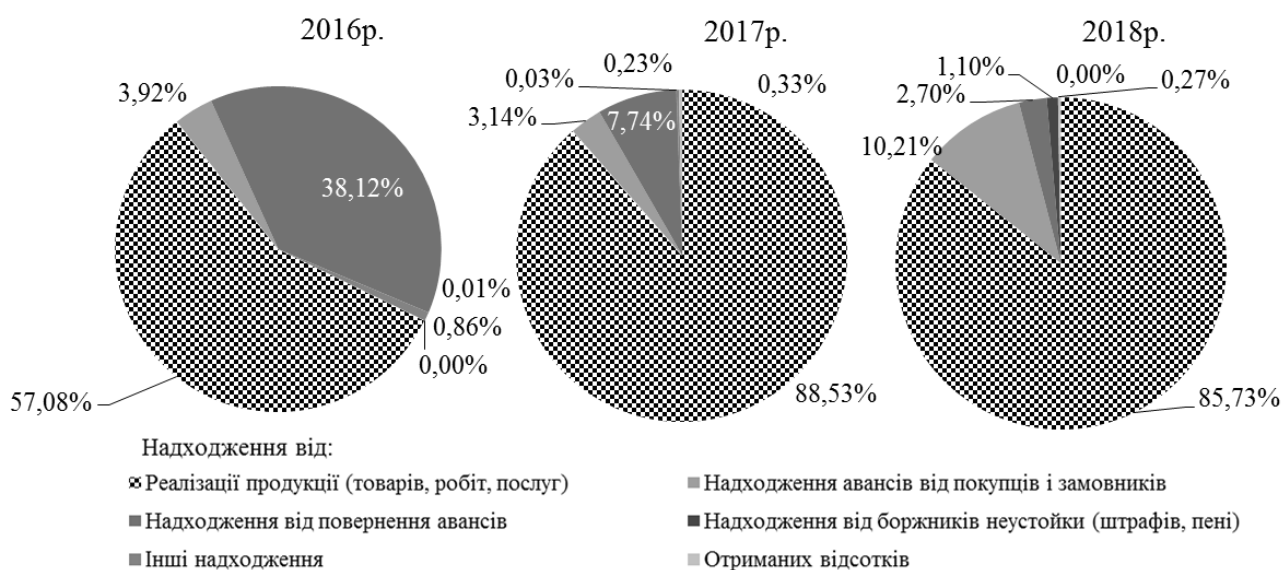 2016р.
2017р.
2018р.
3,92%
38,12%
0,01%
0,86%
0,00%
57,08%
0,03%
0,23%
0,33%
3,14%
7,74%
88,53%
1,10%
0,00%
0,27%
2,70%
10,21%
85,73%
Надходження від:
Реалізації продукції (товарів, робіт, послуг)
Надходження авансів від покупців і замовників
Надходження від повернення авансів
Надходження від боржників неустойки (штрафів, пені)
Інші надходження
Отриманих відсотків